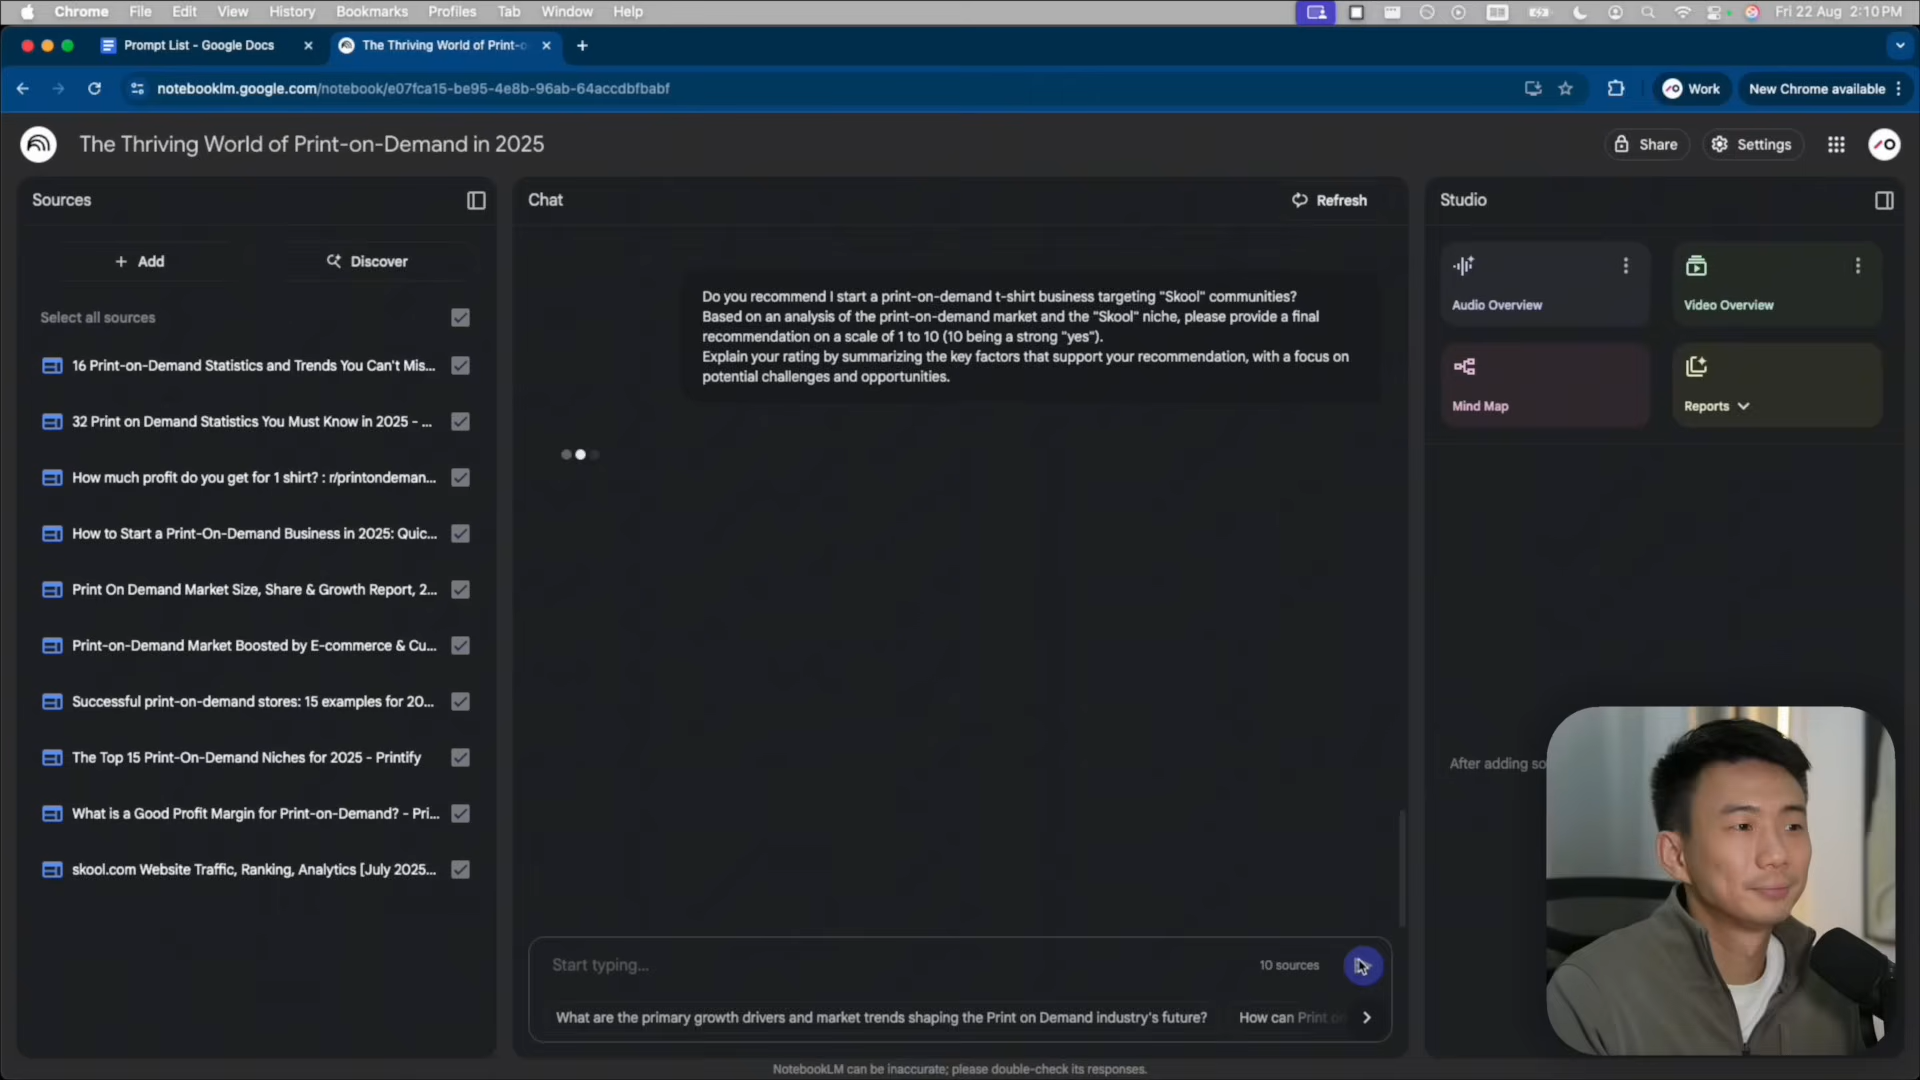 Chrome File Edit View History Bookmarks Profiles Tab Window Help Fri 22 Aug 2:10 PM
Prompt List - Google Docs The Thriving World of Print-o
notebooklm.google.com/notebook/e07fca15-be95-4e8b-96ab-64accdbfbabf Work New Chrome available
The Thriving World of Print-on-Demand in 2025 Share Settings
Sources
+ Add Discover
Select all sources
16 Print-on-Demand Statistics and Trends You Can't Mis...
32 Print on Demand Statistics You Must Know in 2025 - ...
How much profit do you get for 1 shirt? : r/printondeman...
How to Start a Print-On-Demand Business in 2025: Quic...
Print On Demand Market Size, Share & Growth Report, 2...
Print-on-Demand Market Boosted by E-commerce & Cu...
Successful print-on-demand stores: 15 examples for 20...
The Top 15 Print-On-Demand Niches for 2025 - Printify
What is a Good Profit Margin for Print-on-Demand? - Pri...
skool.com Website Traffic, Ranking, Analytics [July 2025...
Chat Refresh
Do you recommend I start a print-on-demand t-shirt business targeting "Skool" communities?
Based on an analysis of the print-on-demand market and the "Skool" niche, please provide a final
recommendation on a scale of 1 to 10 (10 being a strong "yes").
Explain your rating by summarizing the key factors that support your recommendation, with a focus on
potential challenges and opportunities.
Start typing... 10 sources
What are the primary growth drivers and market trends shaping the Print on Demand industry's future? How can Print o
NotebookLM can be inaccurate; please double-check its responses.
Studio
Audio Overview Video Overview
Mind Map Reports
After adding so